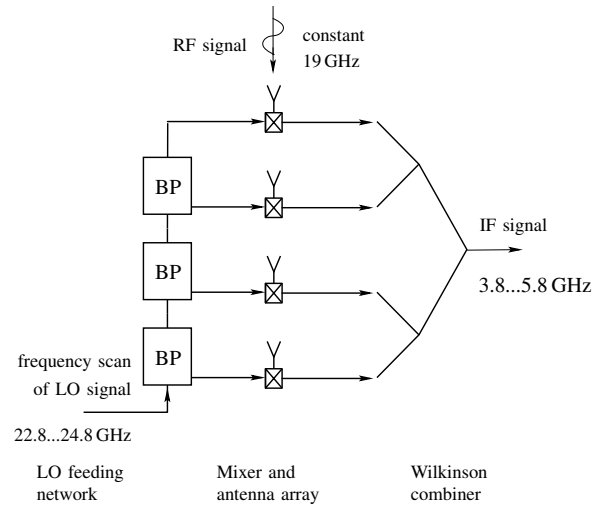 RF signal
constant
19 GHz
BP
BP
IF signal
3.8...5.8 GHz
BP
frequency scan
of LO signal
22.8...24.8 GHz
LO feeding
network
Mixer and
antenna array
Wilkinson
combiner